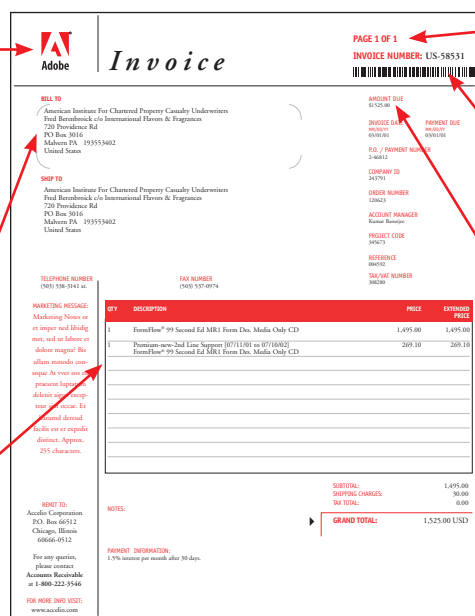 PAGE 1 OF 1
Adobe
Invoice
INVOICE NUMBER: US-58531
BILL TO
American Institute For Chartered Property Casualty Underwriters
Fred Berenbroick c/o International Flavors & Fragrances
720 Providence Rd
PO Box 3016
Malvern PA 193553402
United States
SHIP TO
American Institute For Chartered Property Casualty Underwriters
Fred Berenbroick c/o International Flavors & Fragrances
720 Providence Rd
PO Box 3016
Malvern PA 193553402
United States
AMOUNT DUE
$1525.00
INVOICE DATE PAYMENT DUE
MM/DD/YY MM/DD/YY
03/01/01 03/01/01
P.O. / PAYMENT NUMBER
2-46812
COMPANY ID
243791
ORDER NUMBER
120623
ACCOUNT MANAGER
Kumar Banerjee
PROJECT CODE
345673
REFERENCE
004592
TAX/VAT NUMBER
308200
TELEPHONE NUMBER FAX NUMBER
(503) 538-3141 st. (503) 537-0974
MARKETING MESSAGE:
Marketing Notes or
et imper ned libidig
met, sed ut labore et
dolore magna! Bis
ullam mmodo con-
seque At vver eos et
praesent luptatum
delenit aigue excep-
teur sint occae. Et
harumd dereud
facilis est er expedit
distinct. Approx.
255 characters.
QTY DESCRIPTION PRICE EXTENDED PRICE
1 FormFlow® 99 Second Ed MR1 Form Des. Media Only CD 1,495.00 1,495.00
1 Premium-new-2nd Line Support [07/11/01 to 07/10/02] 269.10 269.10
FormFlow® 99 Second Ed MR1 Form Des. Media Only CD
SUBTOTAL: 1,495.00
SHIPPING CHARGES: 30.00
TAX TOTAL: 0.00
GRAND TOTAL: 1,525.00 USD
NOTES:
PAYMENT INFORMATION:
1.5% interest per month after 30 days.
REMIT TO:
Accelio Corporation
P.O. Box 66512
Chicago, Illinois
60666-0512
For any queries,
please contact
Accounts Receivable
at 1-800-222-3546
FOR MORE INFO VISIT:
www.accelio.com